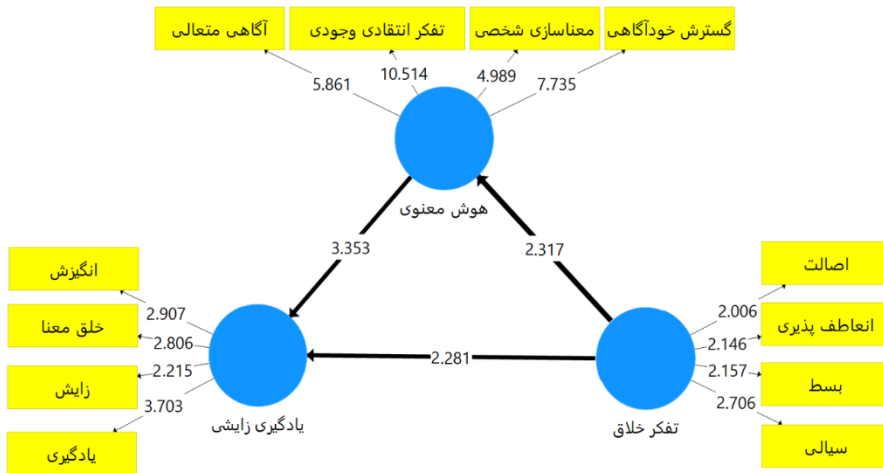 گسترش خودآگاهی
معناسازی شخصی
تفکر انتقادی وجودی
آگاهی متعالی
7.735
4.989
10.514
5.861
هوش معنوی
3.353
2.317
2.281
اصالت
انعاطف پذیری
بسط
سیالی
2.006
2.146
2.157
2.706
تفکر خلاق
انگیزش
خلق معنا
زایش
یادگیری
2.907
2.806
2.215
3.703
یادگیری زایشی